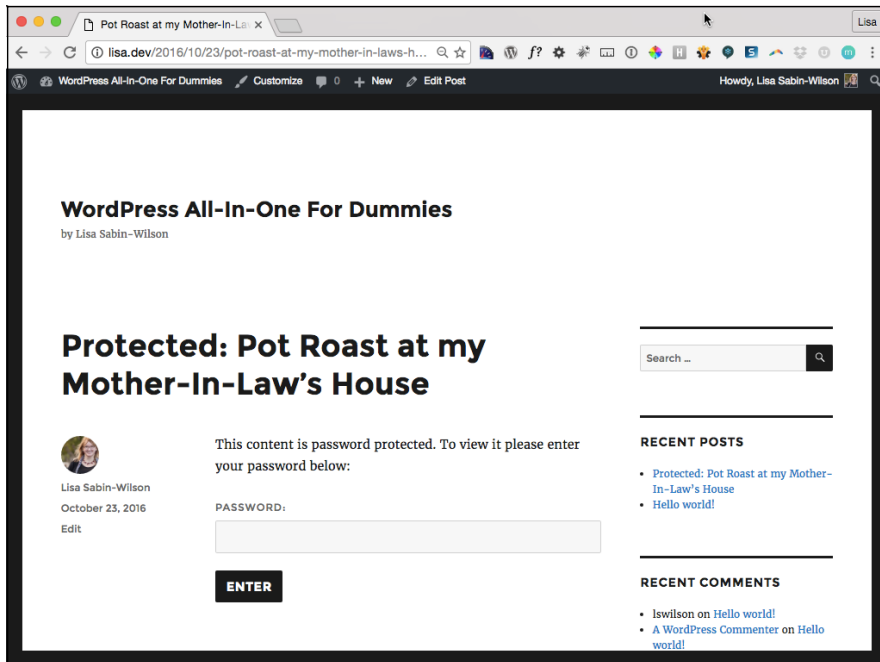 Pot Roast at my Mother-In-La
Lisa
lisa.dev/2016/10/23/pot-roast-at-my-mother-in-laws-h...
f?
H
S
m
WordPress All-In-One For Dummies Customize 0 New Edit Post Howdy, Lisa Sabin-Wilson
WordPress All-In-One For Dummies
by Lisa Sabin-Wilson
Protected: Pot Roast at my
Mother-In-Law's House
Lisa Sabin-Wilson
October 23, 2016
Edit
This content is password protected. To view it please enter
your password below:
PASSWORD:
ENTER
Search …
RECENT POSTS
Protected: Pot Roast at my Mother-
In-Law's House
Hello world!
RECENT COMMENTS
lswilson on Hello world!
A WordPress Commenter on Hello
world!